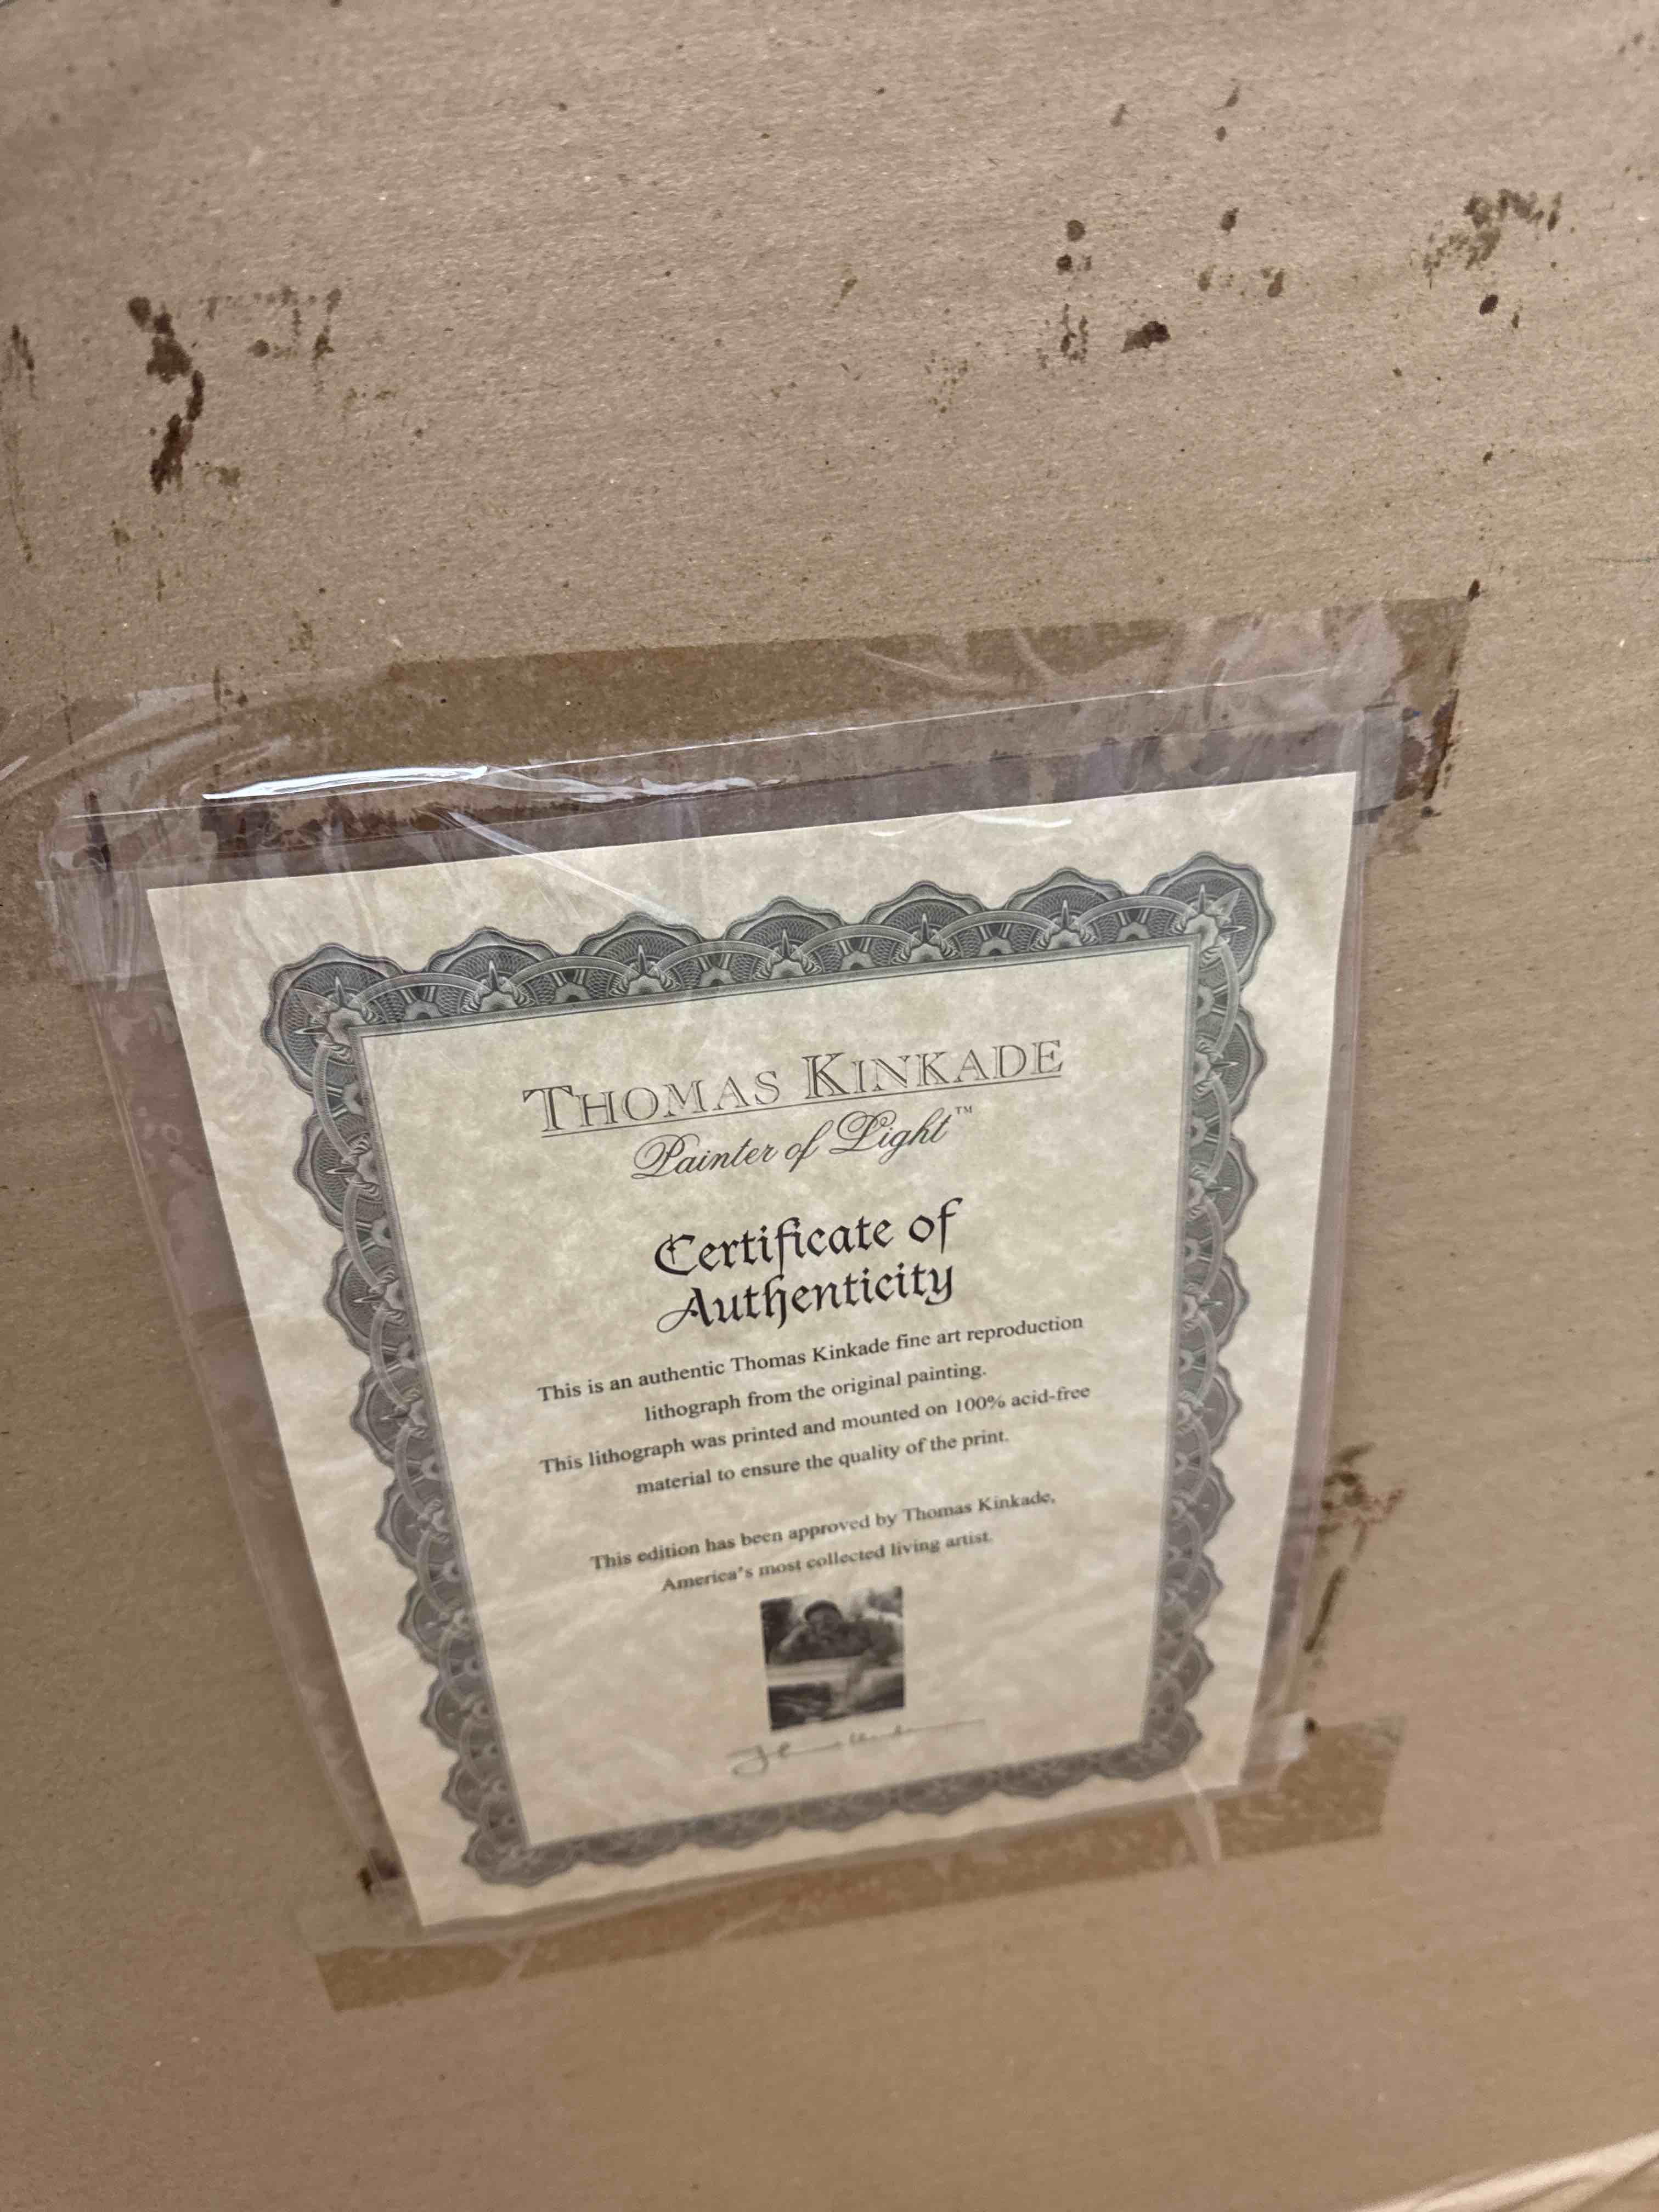 THOMAS KINKADE
Painter of Light™
Certificate of
Authenticity
This is an authentic Thomas Kinkade fine art reproduction
lithograph from the original painting.
This lithograph was printed and mounted on 100% acid-free
material to ensure the quality of the print.
This edition has been approved by Thomas Kinkade,
America's most collected living artist.